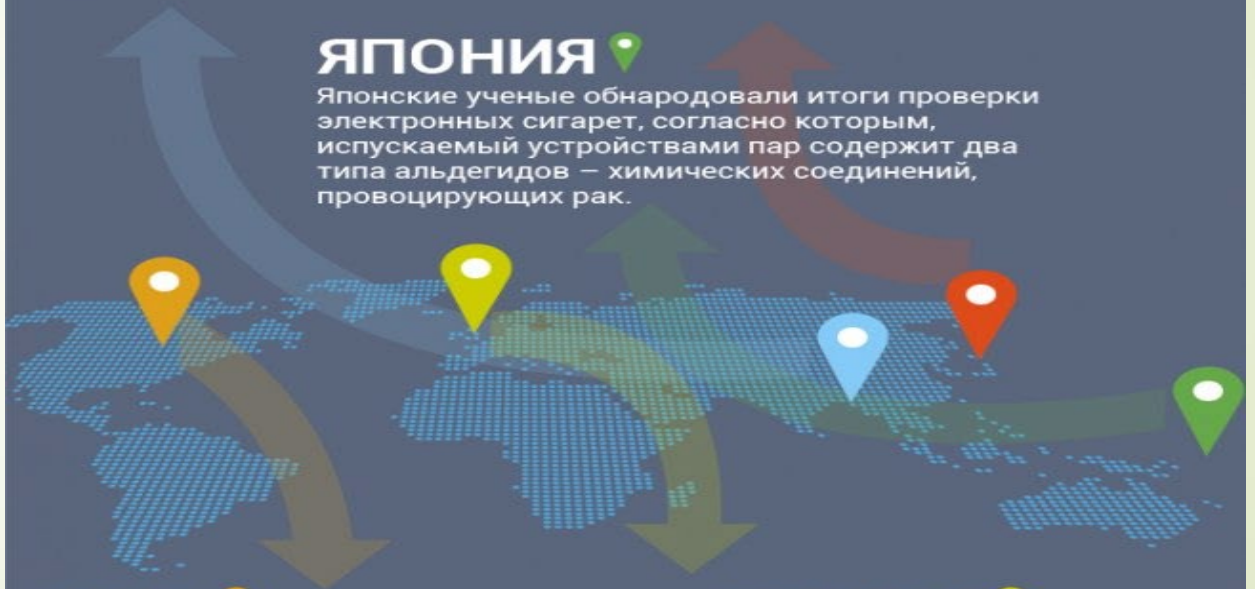 ЯПОНИЯ
Японские ученые обнародовали итоги проверки
электронных сигарет, согласно которым,
испускаемый устройствами пар содержит два
типа альдегидов – химических соединений,
провоцирующих рак.